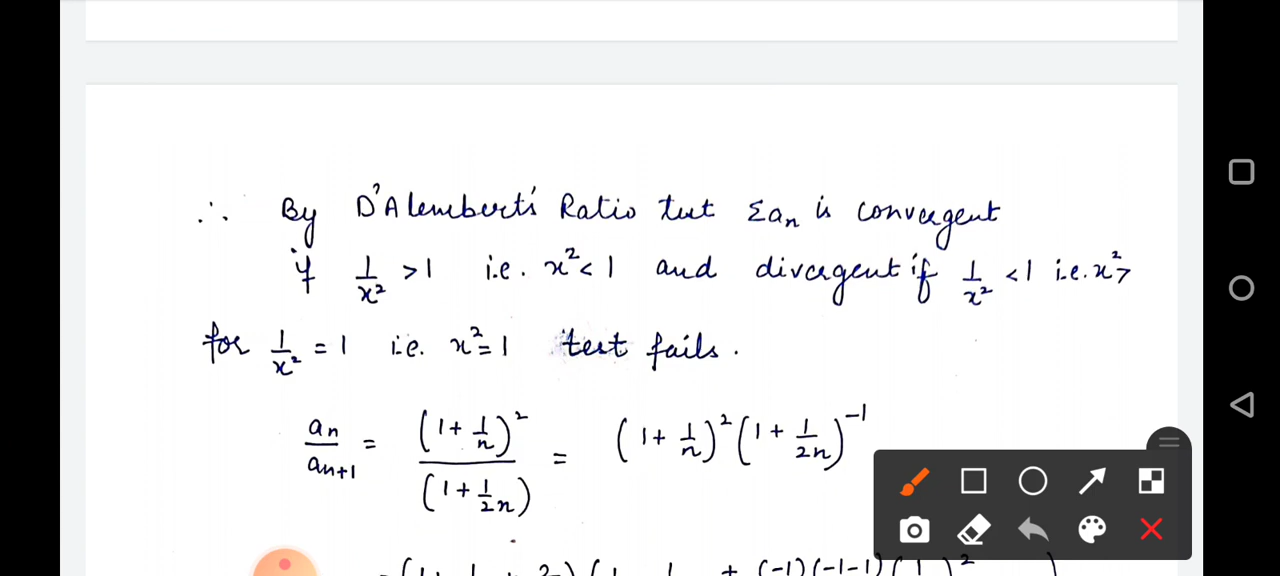 ∴ By D'Alembert's Ratio test Σaₙ is convergent
if 1/x² > 1 i.e. x² < 1 and divergent if 1/x² < 1 i.e. x² >
for 1/x² = 1 i.e. x² = 1 test fails.
aₙ/aₙ₊₁ = (1 + 1/n)²/(1 + 1/2n) = (1 + 1/n)² (1 + 1/2n)⁻¹